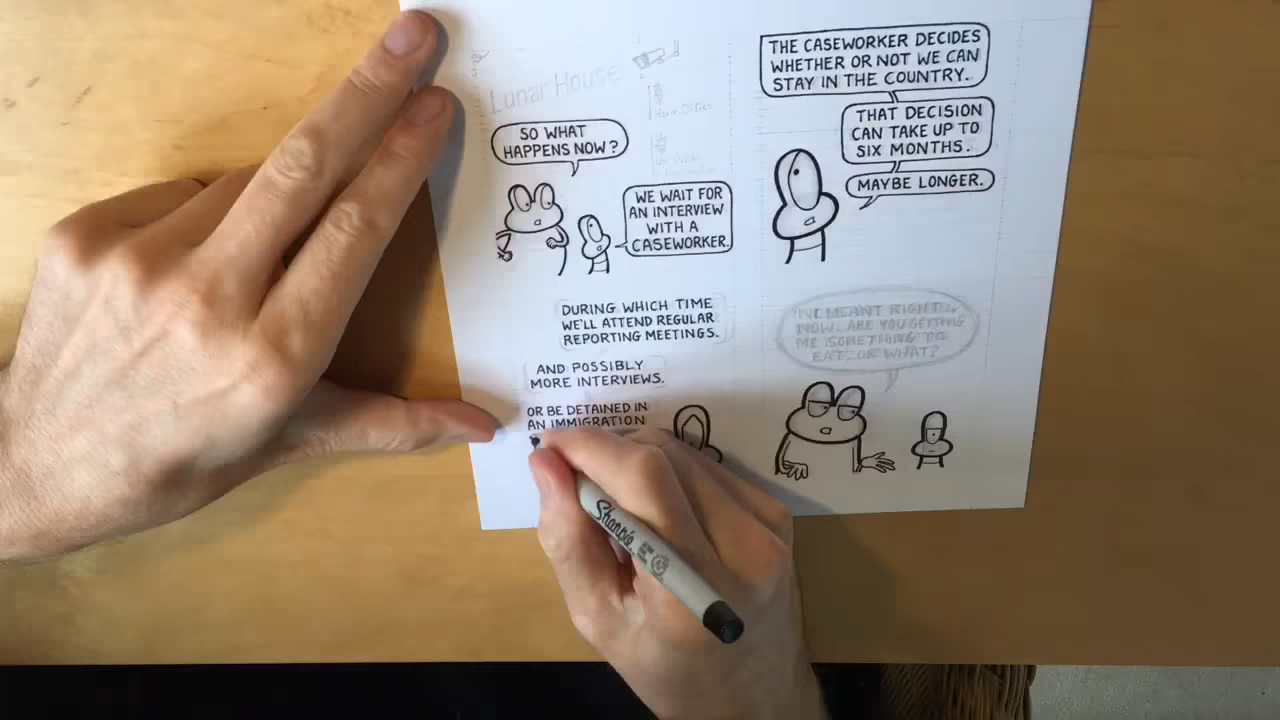 Lunar House
SO WHAT
HAPPENS NOW?
WE WAIT FOR
AN INTERVIEW
WITH A
CASEWORKER.
THE CASEWORKER DECIDES
WHETHER OR NOT WE CAN
STAY IN THE COUNTRY.
THAT DECISION
CAN TAKE UP TO
SIX MONTHS.
MAYBE LONGER.
DURING WHICH TIME
WE'LL ATTEND REGULAR
REPORTING MEETINGS.
AND POSSIBLY
MORE INTERVIEWS.
OR BE DETAINED IN
AN IMMIGRATION
MEANT RIGHT
NOW. ARE YOU GETTING
ME SOMETHING TO
EAT OR WHAT?
Sharpie